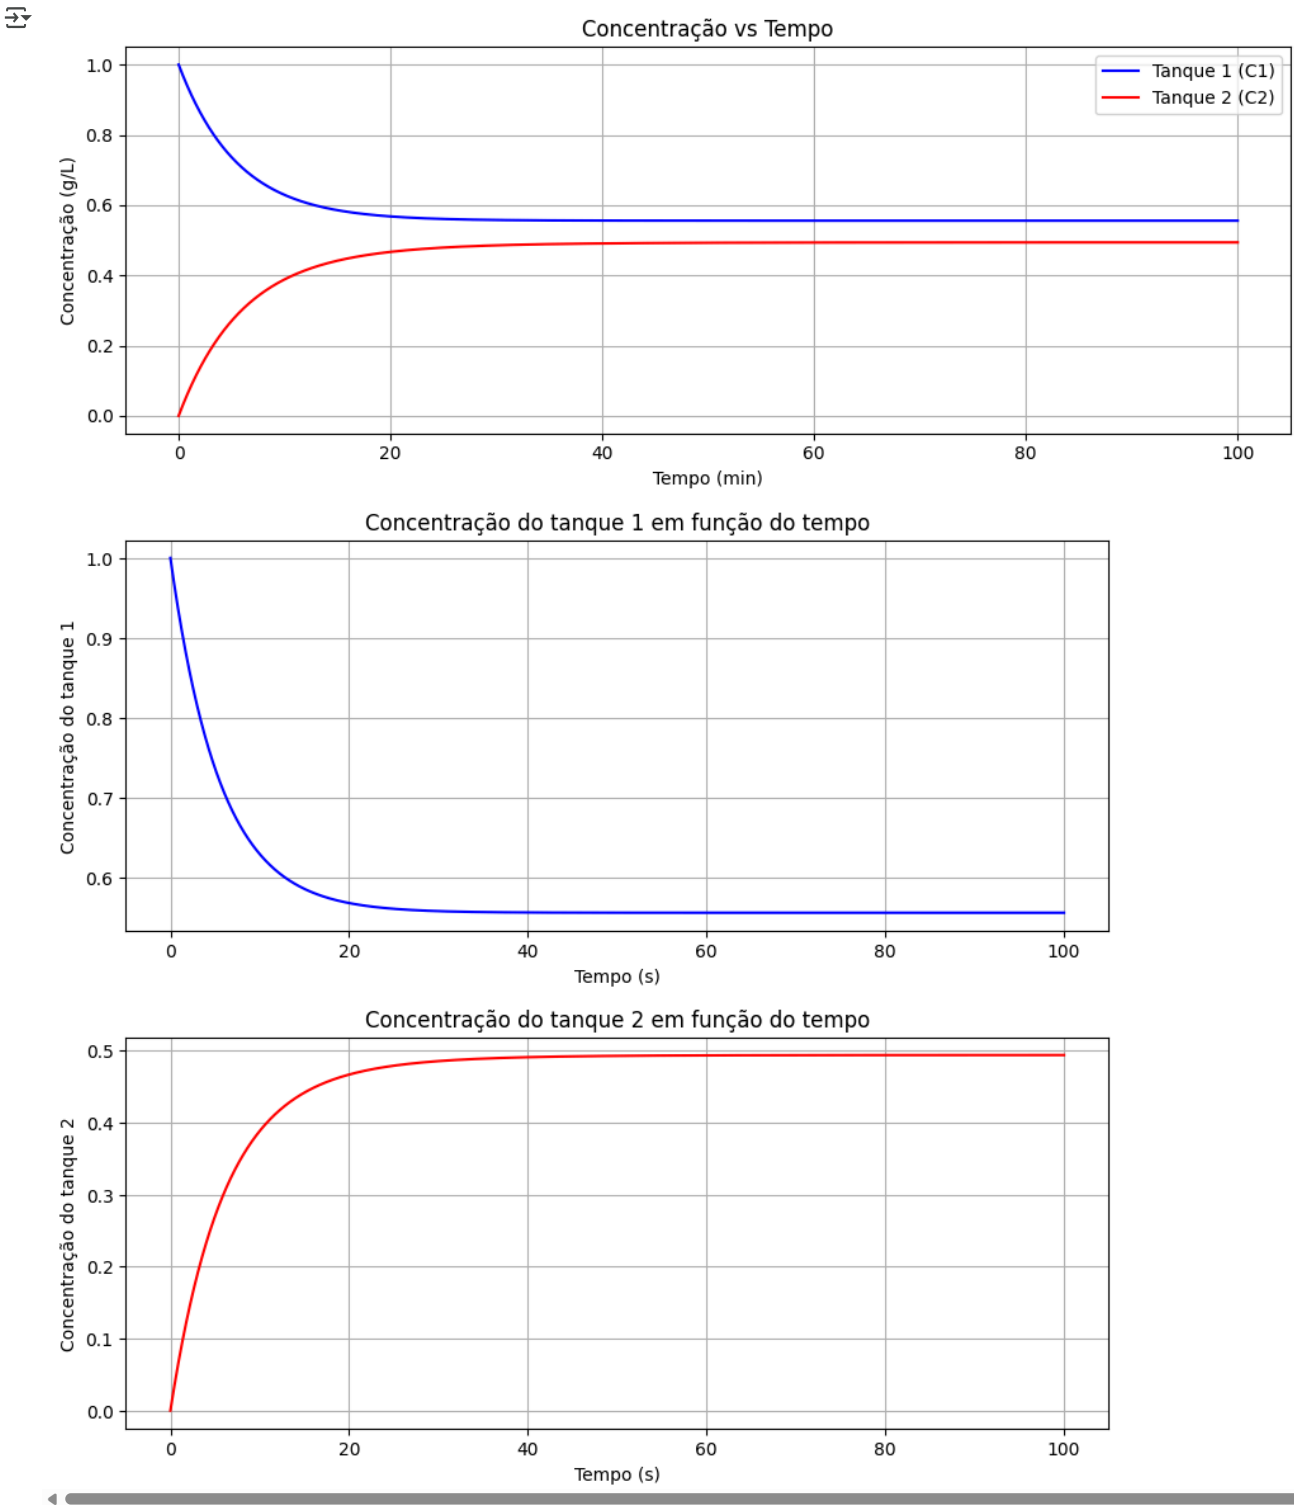 Concentração vs Tempo
Tanque 1 (C1)
Tanque 2 (C2)
Concentração (g/L)
1.0
0.8
0.6
0.4
0.2
0.0
0 20 40 60 80 100
Tempo (min)
Concentração do tanque 1 em função do tempo
Concentração do tanque 1
1.0
0.9
0.8
0.7
0.6
0 20 40 60 80 100
Tempo (s)
Concentração do tanque 2 em função do tempo
Concentração do tanque 2
0.5
0.4
0.3
0.2
0.1
0.0
0 20 40 60 80 100
Tempo (s)